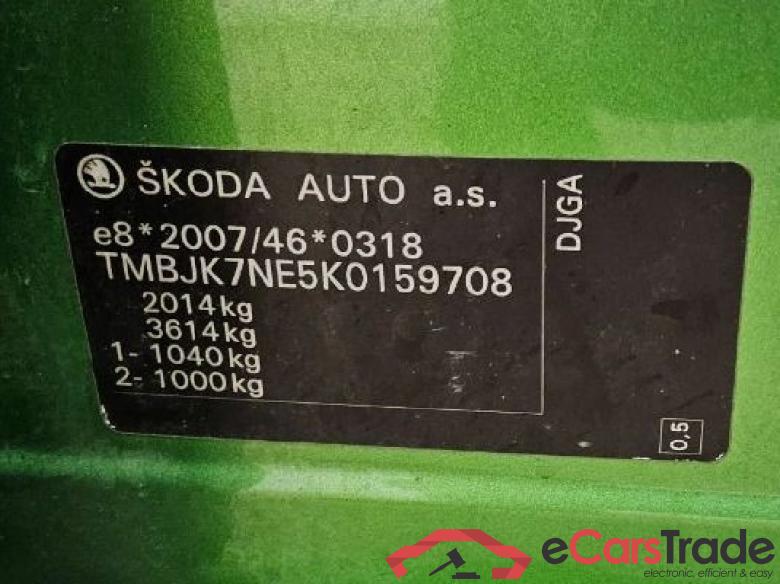 ŠKODA AUTO a.s.
e8*2007/46*0318
TMBJK7NE5K0159708
2014kg
3614kg
1- 1040kg
2- 1000kg
DJGA
0,5
eCarsTrade
electronic, efficient & easy